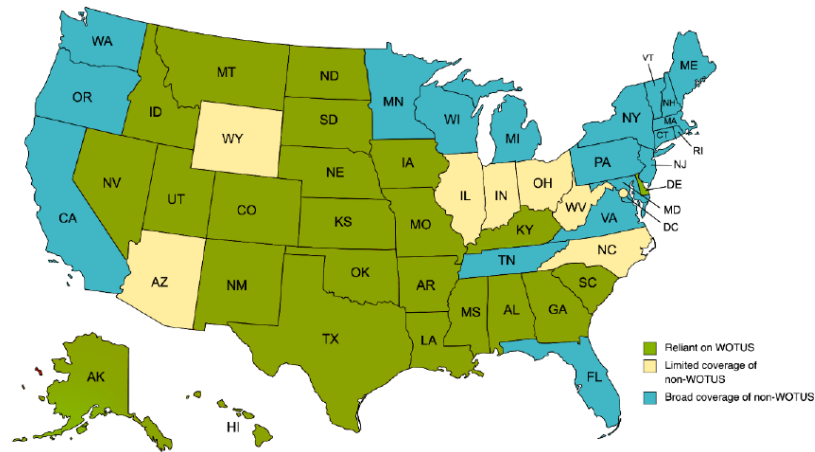 WA
MT
ND
MN
VT
ME
OR
ID
SD
WI
MI
NY
NH
MA
CT
RI
WY
NE
IA
PA
NJ
NV
UT
CO
IL
IN
OH
DE
MD
DC
CA
KS
MO
WV
VA
KY
AZ
NM
OK
AR
TN
NC
SC
TX
LA
MS
AL
GA
FL
AK
HI
Reliant on WOTUS
Limited coverage of
non-WOTUS
Broad coverage of non-WOTUS